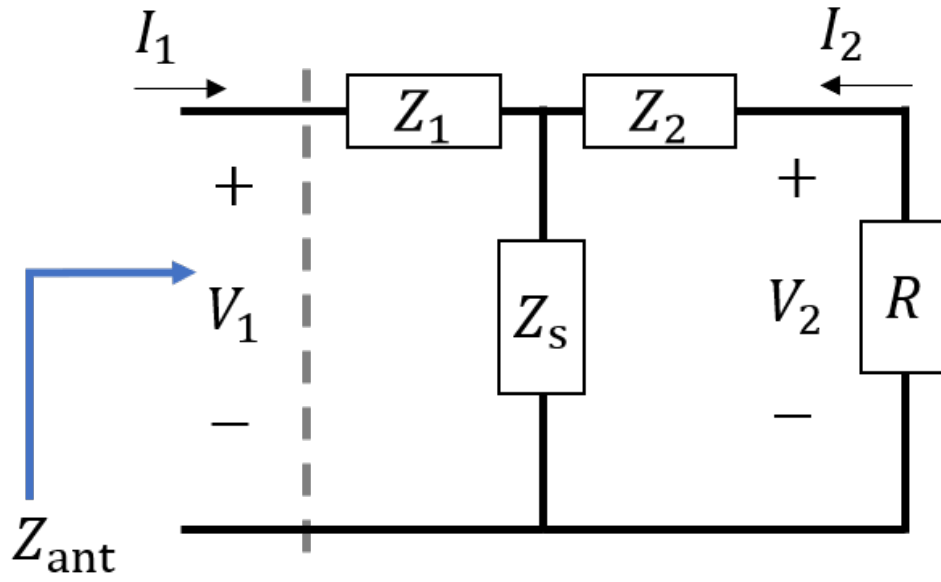 I₁
I₂
Z₁
Z₂
+
+
V₁
Zₛ
V₂
R
−
−
Zₐₙₜ